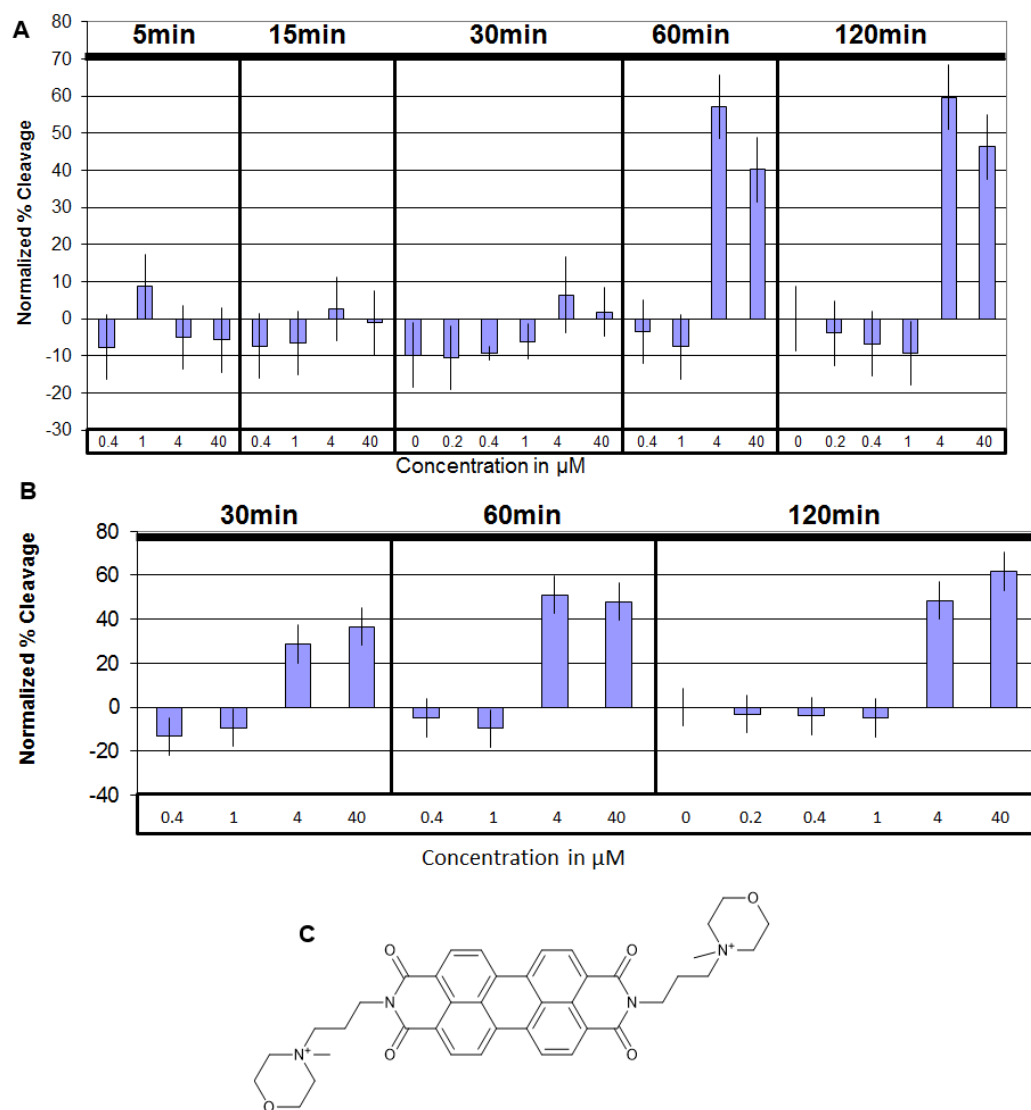 A
5min 15min 30min 60min 120min
Normalized % Cleavage
80
70
60
50
40
30
20
10
0
-10
-20
-30
0.4 1 4 40 0.4 1 4 40 0 0.2 0.4 1 4 40 0.4 1 4 40 0 0.2 0.4 1 4 40
Concentration in µM
B
30min 60min 120min
Normalized % Cleavage
80
60
40
20
0
-20
-40
0.4 1 4 40 0.4 1 4 40 0 0.2 0.4 1 4 40
Concentration in µM
C
O
N+
O O
N N
N+
O O
O